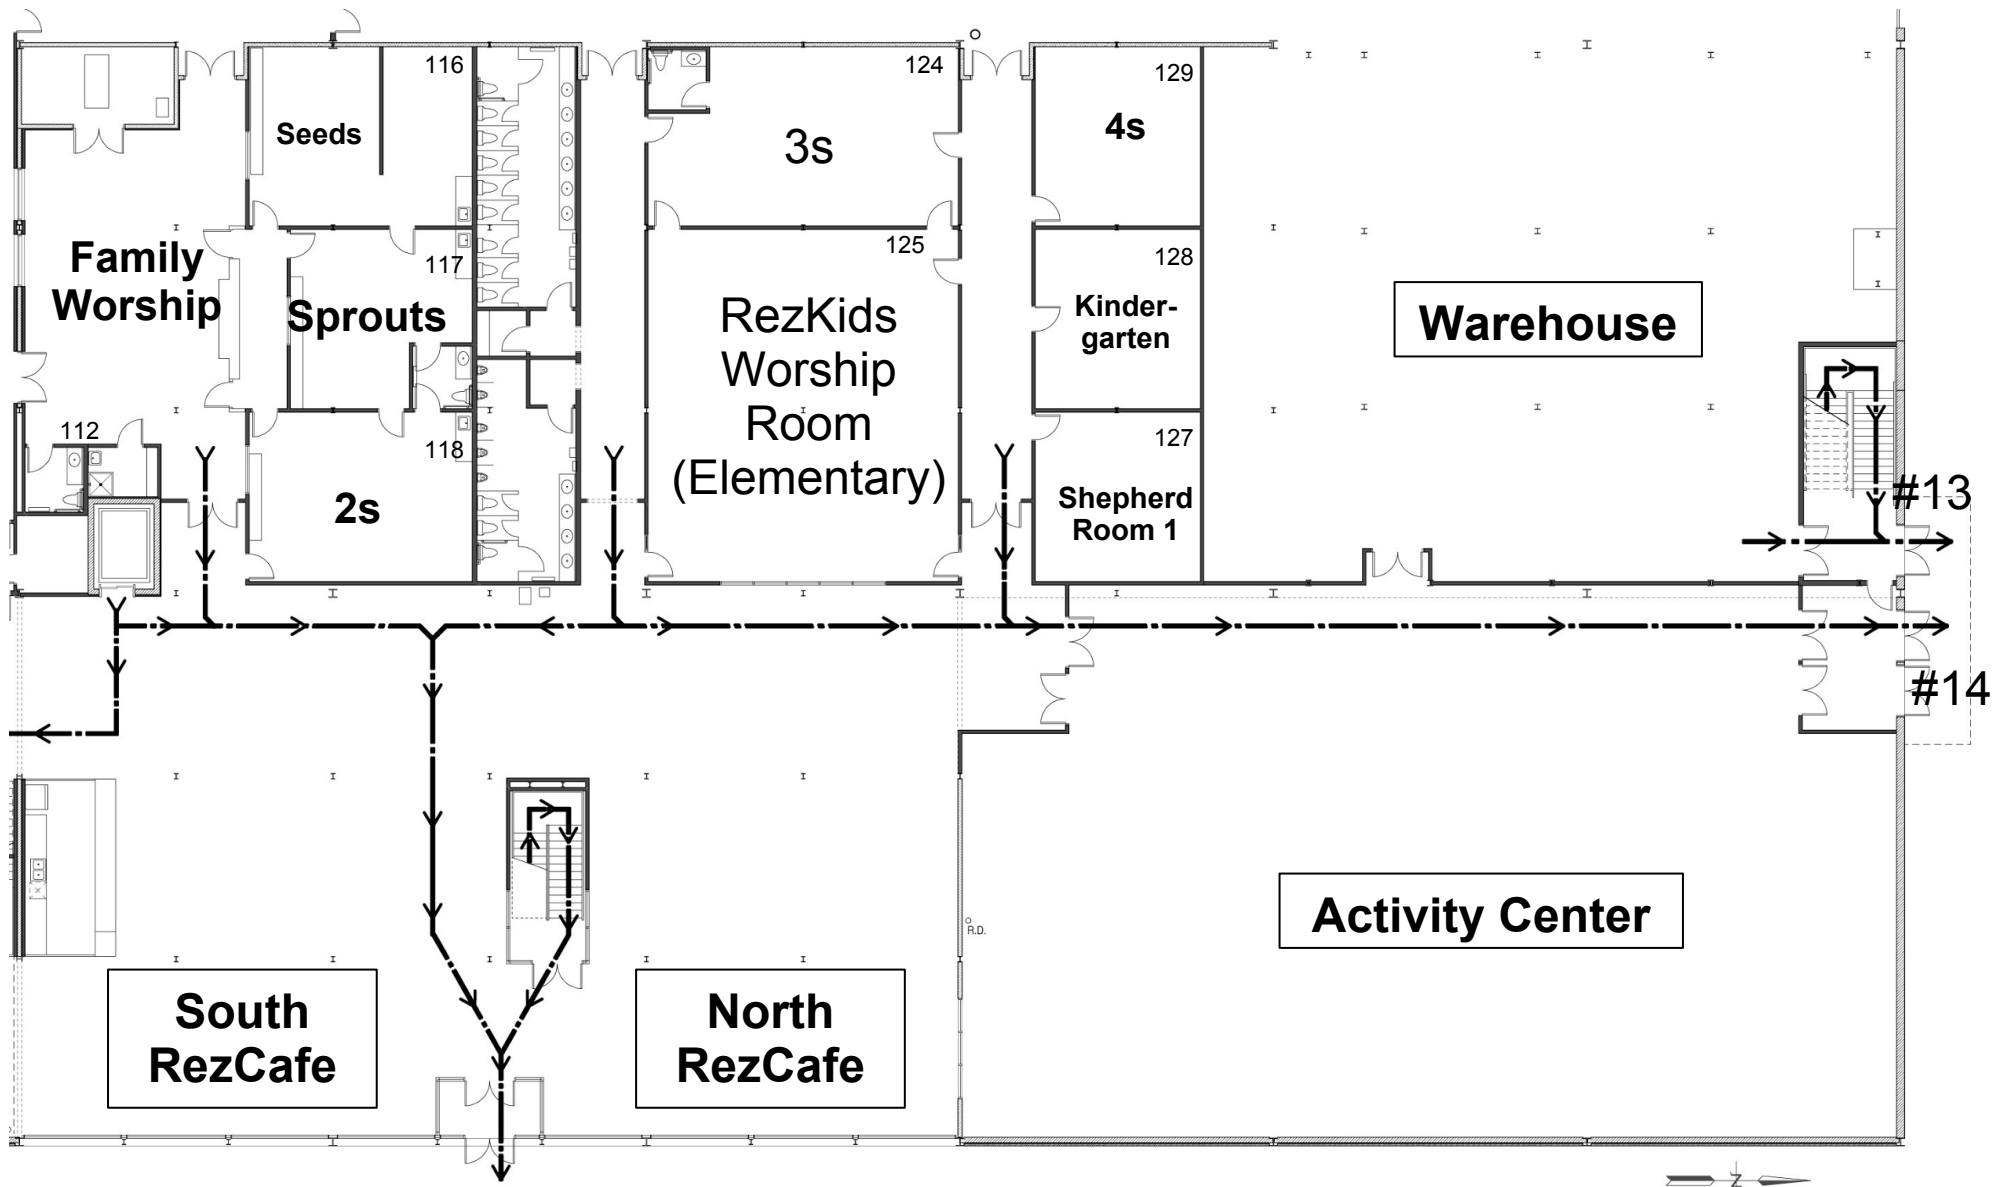 116
Seeds
124
3s
129
4s
Family
Worship
117
Sprouts
125
RezKids
Worship
Room
(Elementary)
128
Kinder-
garten
Warehouse
112
118
2s
127
Shepherd
Room 1
#13
#14
R.D.
Activity Center
South
RezCafe
North
RezCafe
Z